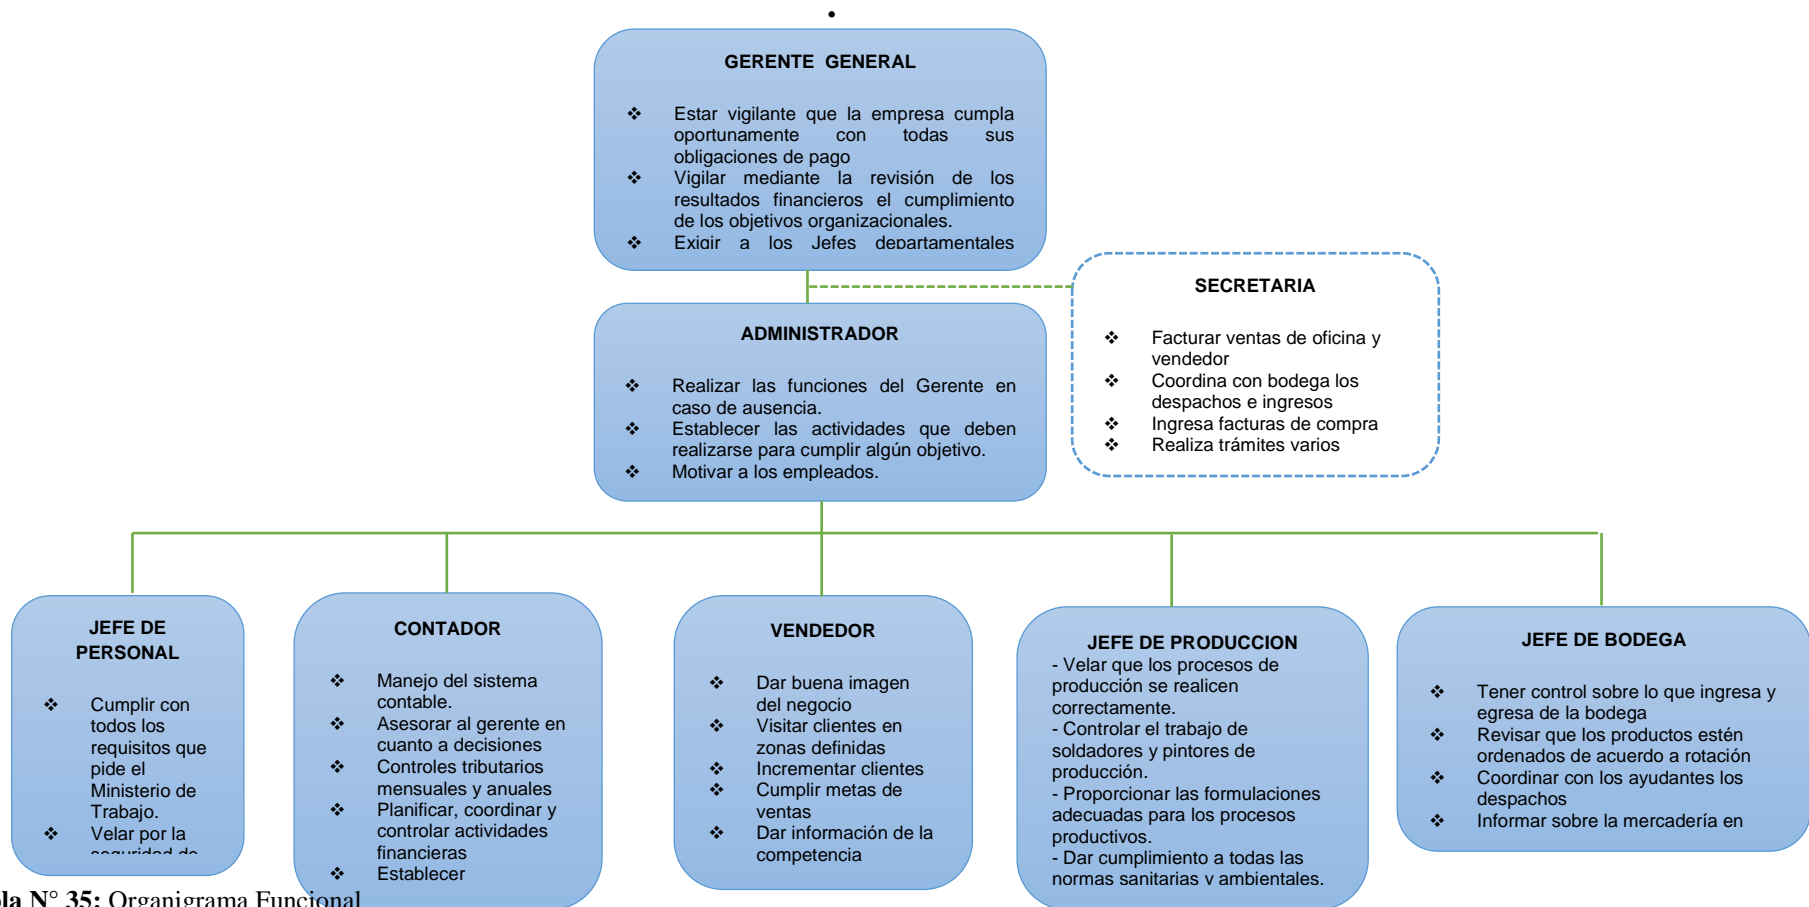 GERENTE GENERAL
❖ Estar vigilante que la empresa cumpla
oportunamente con todas sus
obligaciones de pago
❖ Vigilar mediante la revisión de los
resultados financieros el cumplimiento
de los objetivos organizacionales.
❖ Exigir a los Jefes departamentales
SECRETARIA
❖ Facturar ventas de oficina y
vendedor
❖ Coordina con bodega los
despachos e ingresos
❖ Ingresa facturas de compra
❖ Realiza trámites varios
ADMINISTRADOR
❖ Realizar las funciones del Gerente en
caso de ausencia.
❖ Establecer las actividades que deben
realizarse para cumplir algún objetivo.
❖ Motivar a los empleados.
JEFE DE
PERSONAL
❖ Cumplir con
todos los
requisitos que
pide el
Ministerio de
Trabajo.
❖ Velar por la
seguridad de
CONTADOR
❖ Manejo del sistema
contable.
❖ Asesorar al gerente en
cuanto a decisiones
❖ Controles tributarios
mensuales y anuales
❖ Planificar, coordinar y
controlar actividades
financieras
❖ Establecer
VENDEDOR
❖ Dar buena imagen
del negocio
❖ Visitar clientes en
zonas definidas
❖ Incrementar clientes
❖ Cumplir metas de
ventas
❖ Dar información de la
competencia
JEFE DE PRODUCCION
- Velar que los procesos de
producción se realicen
correctamente.
- Controlar el trabajo de
soldadores y pintores de
producción.
- Proporcionar las formulaciones
adecuadas para los procesos
productivos.
- Dar cumplimiento a todas las
normas sanitarias y ambientales.
JEFE DE BODEGA
❖ Tener control sobre lo que ingresa y
egresa de la bodega
❖ Revisar que los productos estén
ordenados de acuerdo a rotación
❖ Coordinar con los ayudantes los
despachos
❖ Informar sobre la mercadería en
la N° 35: Organigrama Funcional